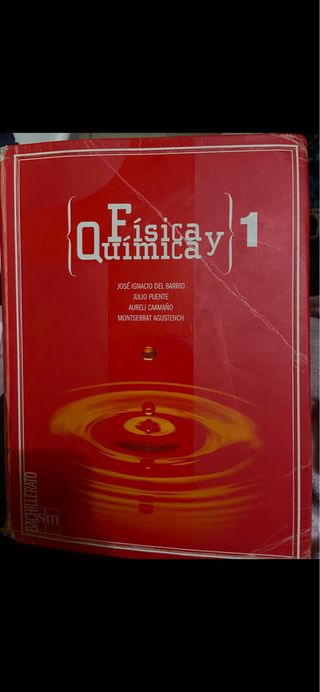 Física y
Química
1
JOSÉ IGNACIO DEL BARRIO
JULIO PUENTE
AURELI CAAMAÑO
MONTSERRAT AGUSTENCH
BACHILLERATO
sm